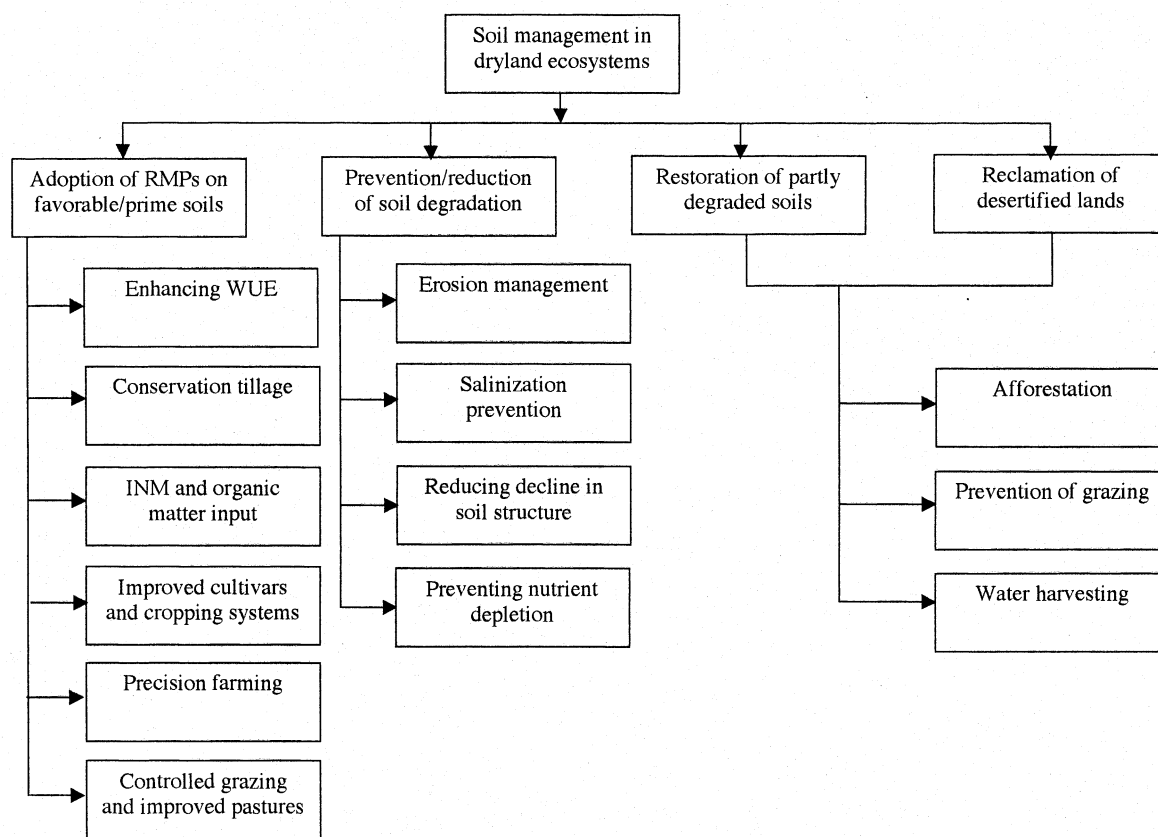 Soil management in
dryland ecosystems
Adoption of RMPs on
favorable/prime soils
Prevention/reduction
of soil degradation
Restoration of partly
degraded soils
Reclamation of
desertified lands
Enhancing WUE
Conservation tillage
INM and organic
matter input
Improved cultivars
and cropping systems
Precision farming
Controlled grazing
and improved pastures
Erosion management
Salinization
prevention
Reducing decline in
soil structure
Preventing nutrient
depletion
Afforestation
Prevention of grazing
Water harvesting